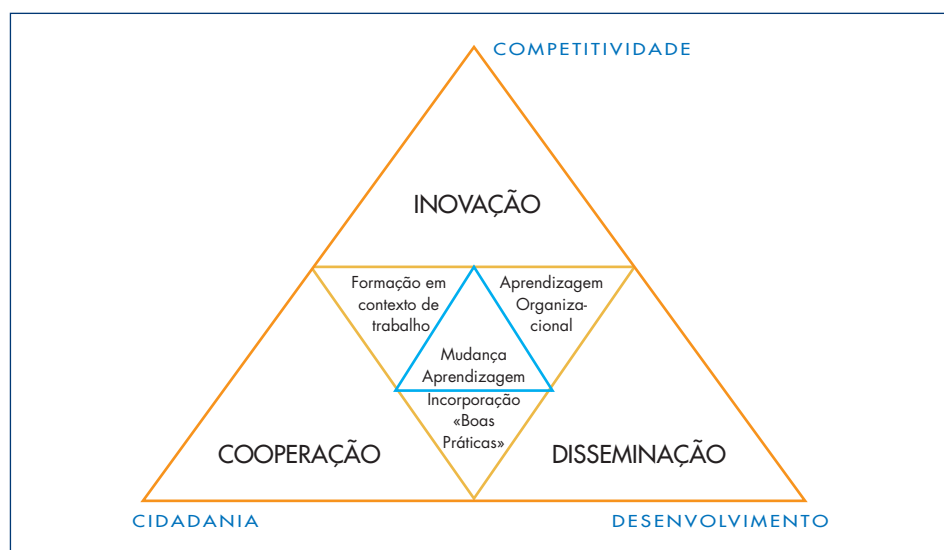 COMPETITIVIDADE
INOVAÇÃO
Formação em
contexto de
trabalho
Aprendizagem
Organiza-
cional
Mudança
Aprendizagem
Incorporação
«Boas
Práticas»
COOPERAÇÃO
DISSEMINAÇÃO
CIDADANIA
DESENVOLVIMENTO